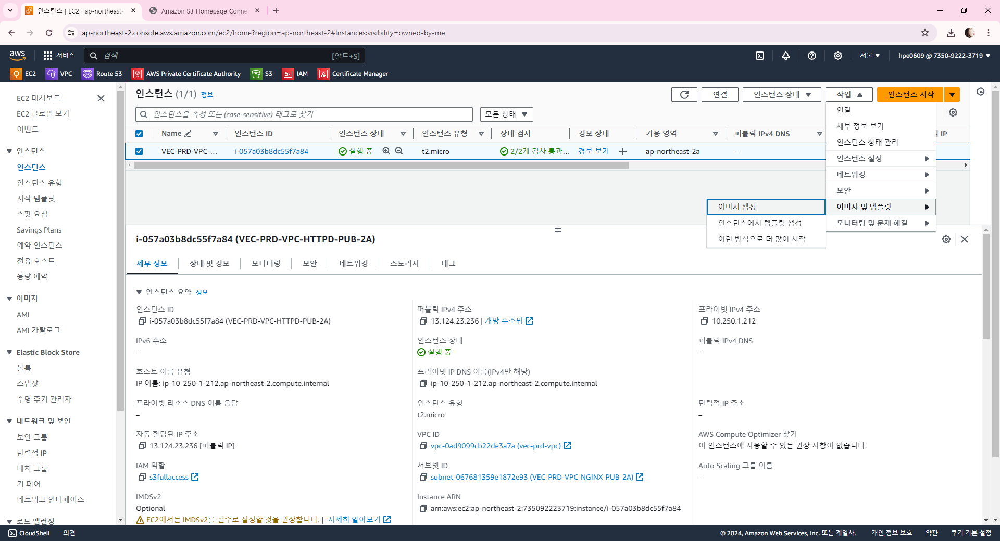 인스턴스 | EC2 | ap-northeast-
Amazon S3 Homepage Conne
ap-northeast-2.console.aws.amazon.com/ec2/home?region=ap-northeast-2#Instances:visibility=owned-by-me
aws
서비스
검색
[알트+S]
서울
hpe0609 @ 7350-9222-3719
EC2
VPC
Route 53
AWS Private Certificate Authority
S3
IAM
Certificate Manager
EC2 대시보드
EC2 글로벌 보기
이벤트
인스턴스
인스턴스
인스턴스 유형
시작 템플릿
스팟 요청
Savings Plans
예약 인스턴스
전용 호스트
용량 예약
이미지
AMI
AMI 카탈로그
Elastic Block Store
볼륨
스냅샷
수명 주기 관리자
네트워크 및 보안
보안 그룹
탄력적 IP
배치 그룹
키 페어
네트워크 인터페이스
로드 밸런싱
인스턴스 (1/1) 정보
연결
인스턴스 상태
작업
인스턴스 시작
인스턴스을 속성 또는 (case-sensitive) 태그로 찾기
모든 상태
Name
인스턴스 ID
인스턴스 상태
인스턴스 유형
상태 검사
경보 상태
가용 영역
퍼블릭 IPv4 DNS
IP
VEC-PRD-VPC-...
i-057a03b8dc55f7a84
실행 중
t2.micro
2/2개 검사 통과...
경보 보기
ap-northeast-2a
–
연결
세부 정보 보기
인스턴스 상태 관리
인스턴스 설정
네트워킹
보안
이미지 및 템플릿
모니터링 및 문제 해결
이미지 생성
인스턴스에서 템플릿 생성
이런 방식으로 더 많이 시작
i-057a03b8dc55f7a84 (VEC-PRD-VPC-HTTPD-PUB-2A)
세부 정보
상태 및 경보
모니터링
보안
네트워킹
스토리지
태그
인스턴스 요약 정보
인스턴스 ID
i-057a03b8dc55f7a84 (VEC-PRD-VPC-HTTPD-PUB-2A)
퍼블릭 IPv4 주소
13.124.23.236 | 개방 주소법
프라이빗 IPv4 주소
10.250.1.212
IPv6 주소
–
인스턴스 상태
실행 중
퍼블릭 IPv4 DNS
–
호스트 이름 유형
IP 이름: ip-10-250-1-212.ap-northeast-2.compute.internal
프라이빗 IP DNS 이름(IPv4만 해당)
ip-10-250-1-212.ap-northeast-2.compute.internal
프라이빗 리소스 DNS 이름 응답
–
인스턴스 유형
t2.micro
탄력적 IP 주소
–
자동 할당된 IP 주소
13.124.23.236 [퍼블릭 IP]
VPC ID
vpc-0ad9099cb22de3a7a (vec-prd-vpc)
AWS Compute Optimizer 찾기
이 인스턴스에 사용할 수 있는 권장 사항이 없습니다.
IAM 역할
s3fullaccess
서브넷 ID
subnet-067681359e1872e93 (VEC-PRD-VPC-NGINX-PUB-2A)
Auto Scaling 그룹 이름
–
IMDSv2
Optional
EC2에서는 IMDSv2를 필수로 설정할 것을 권장합니다. | 자세히 알아보기
Instance ARN
arn:aws:ec2:ap-northeast-2:735092223719:instance/i-057a03b8dc55f7a84
CloudShell
의견
© 2024, Amazon Web Services, Inc. 또는 계열사.
개인 정보 보호
약관
쿠키 기본 설정